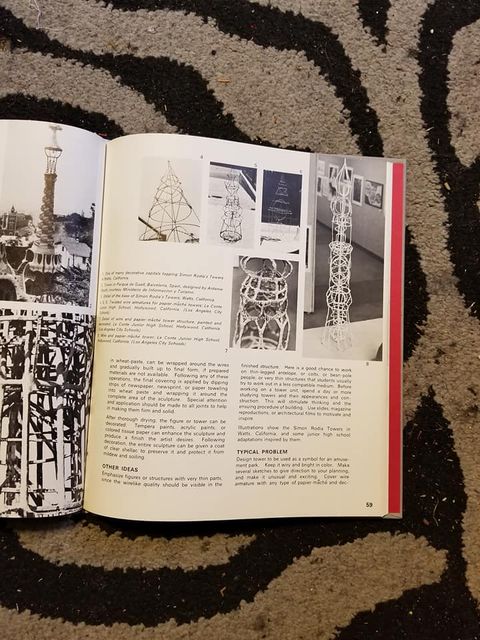 4
5
6
One of many decorative capitals topping Simon Rodia's Towers
in Watts, California.
Tower in Parque de Guell, Barcelona, Spain, designed by Antonio
courtesy Ministerio de Informacion y Turismo.
Detail of the base of Simon Rodia's Towers, Watts, California.
5, 6. Twisted wire armatures for papier-mâché towers; Le Conte
Junior High School, Hollywood, California. (Los Angeles City
Schools)
Detail of wire and papier-mâché tower structure, painted and
Le Conte Junior High School, Hollywood, California.
(Los Angeles City Schools)
Wire and papier-mâché tower; Le Conte Junior High School,
Hollywood, California. (Los Angeles City Schools)
7
8
in wheat-paste, can be wrapped around the wires
and gradually built up to final form, if prepared
materials are not available. Following any of these
operations, the final covering is applied by dipping
strips of newspaper, newsprint, or paper toweling
into wheat paste and wrapping it around the
complete area of the sculpture. Special attention
and application should be made to all joints to help
in making them firm and solid.
After thorough drying, the figure or tower can be
decorated. Tempera paints, acrylic paints, or
colored tissue paper can enhance the sculpture and
produce a finish the artist desires. Following
decoration, the entire sculpture can be given a coat
of clear shellac to preserve it and protect it from
mildew and soiling.
OTHER IDEAS
Emphasize figures or structures with very thin parts,
since the wirelike quality should be visible in the
finished structure. Here is a good chance to work
on thin-legged antelope, or colts, or bean-pole
people, or very thin structures that students usually
try to work out in a less compatible medium. Before
working on a tower unit, spend a day or more
studying towers and their appearances and con-
struction. This will stimulate thinking and the
ensuing procedure of building. Use slides, magazine
reproductions, or architectural films to motivate and
inspire.
Illustrations show the Simon Rodia Towers in
Watts, California, and some junior high school
adaptations inspired by them.
TYPICAL PROBLEM
Design tower to be used as a symbol for an amuse-
ment park. Keep it wiry and bright in color. Make
several sketches to give direction to your planning,
and make it unusual and exciting. Cover wire
armature with any type of papier-mâché and dec-
59